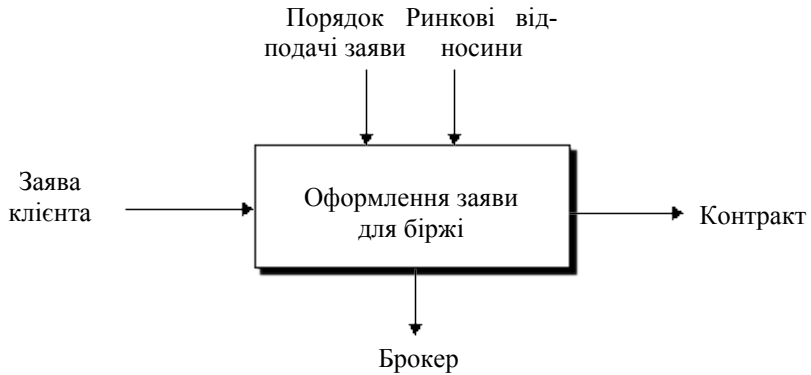 Порядок
подачі заяви
Ринкові від-
носини
Заява
клієнта
Оформлення заяви
для біржі
Контракт
Брокер